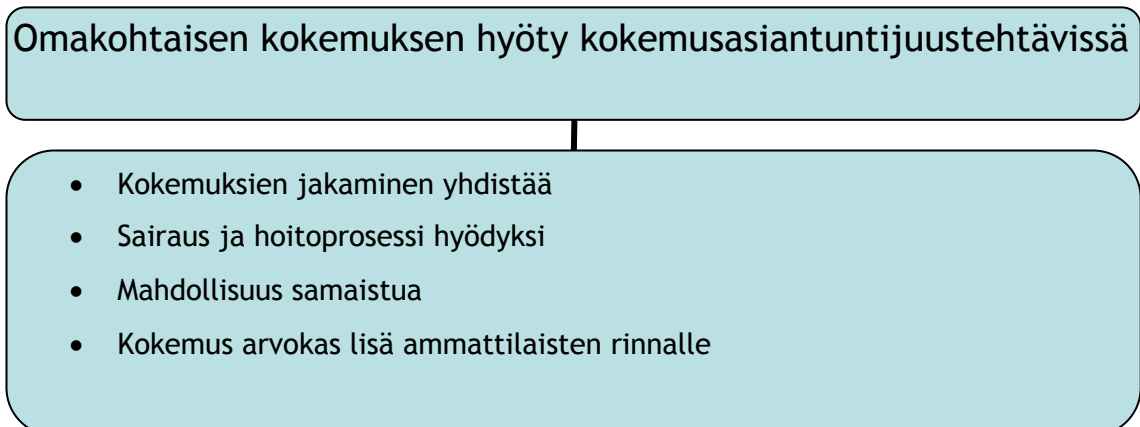 Omakohtaisen kokemuksen hyöty kokemusasiantuntijuustehtävissä
• Kokemuksien jakaminen yhdistää
• Sairaus ja hoitoprosessi hyödyksi
• Mahdollisuus samaistua
• Kokemus arvokas lisä ammattilaisten rinnalle